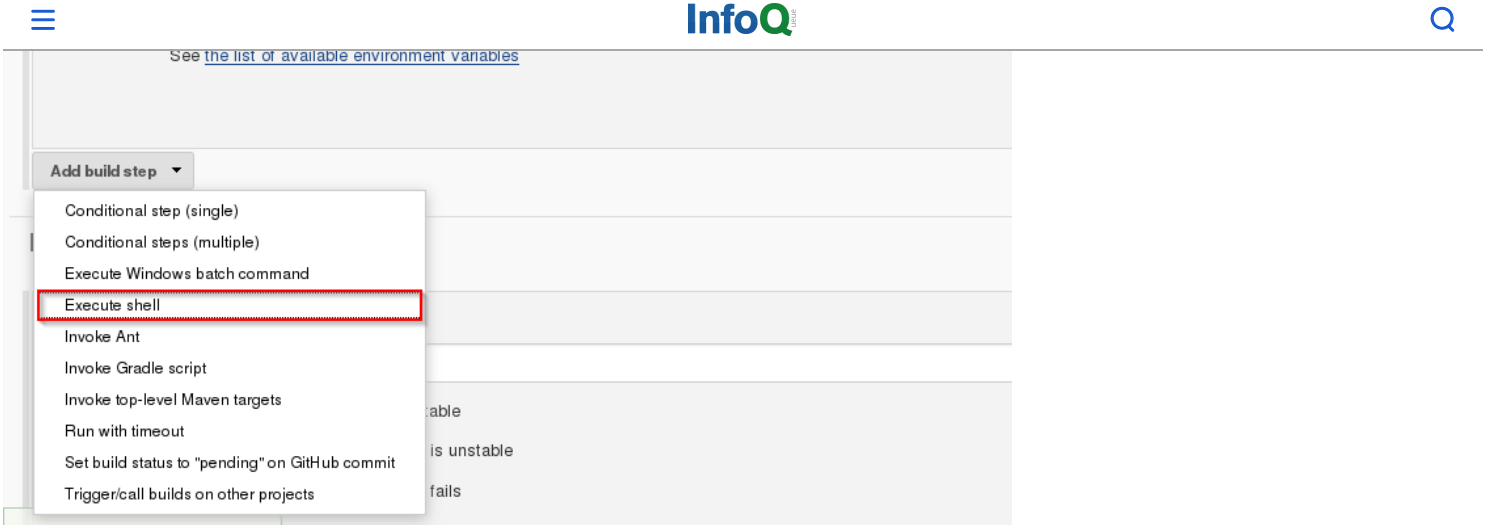 InfoQ
See the list of available environment variables
Add build step
Conditional step (single)
Conditional steps (multiple)
Execute Windows batch command
Execute shell
Invoke Ant
Invoke Gradle script
Invoke top-level Maven targets
Run with timeout
Set build status to "pending" on GitHub commit
Trigger/call builds on other projects
table
is unstable
fails